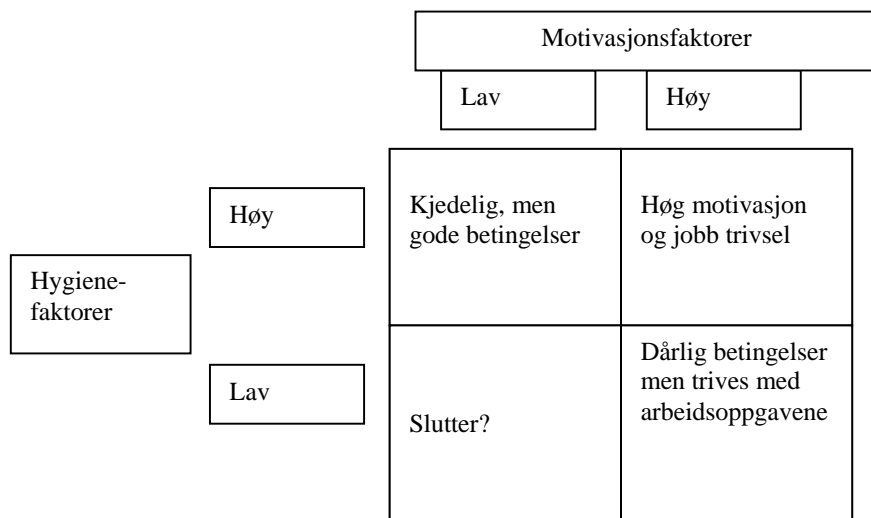 Motivasjonsfaktorer
Lav
Høy
Høy
Kjedelig, men
gode betingelser
Høg motivasjon
og jobb trivsel
Hygiene-
faktorer
Lav
Slutter?
Dårlig betingelser
men trives med
arbeidsoppgavene